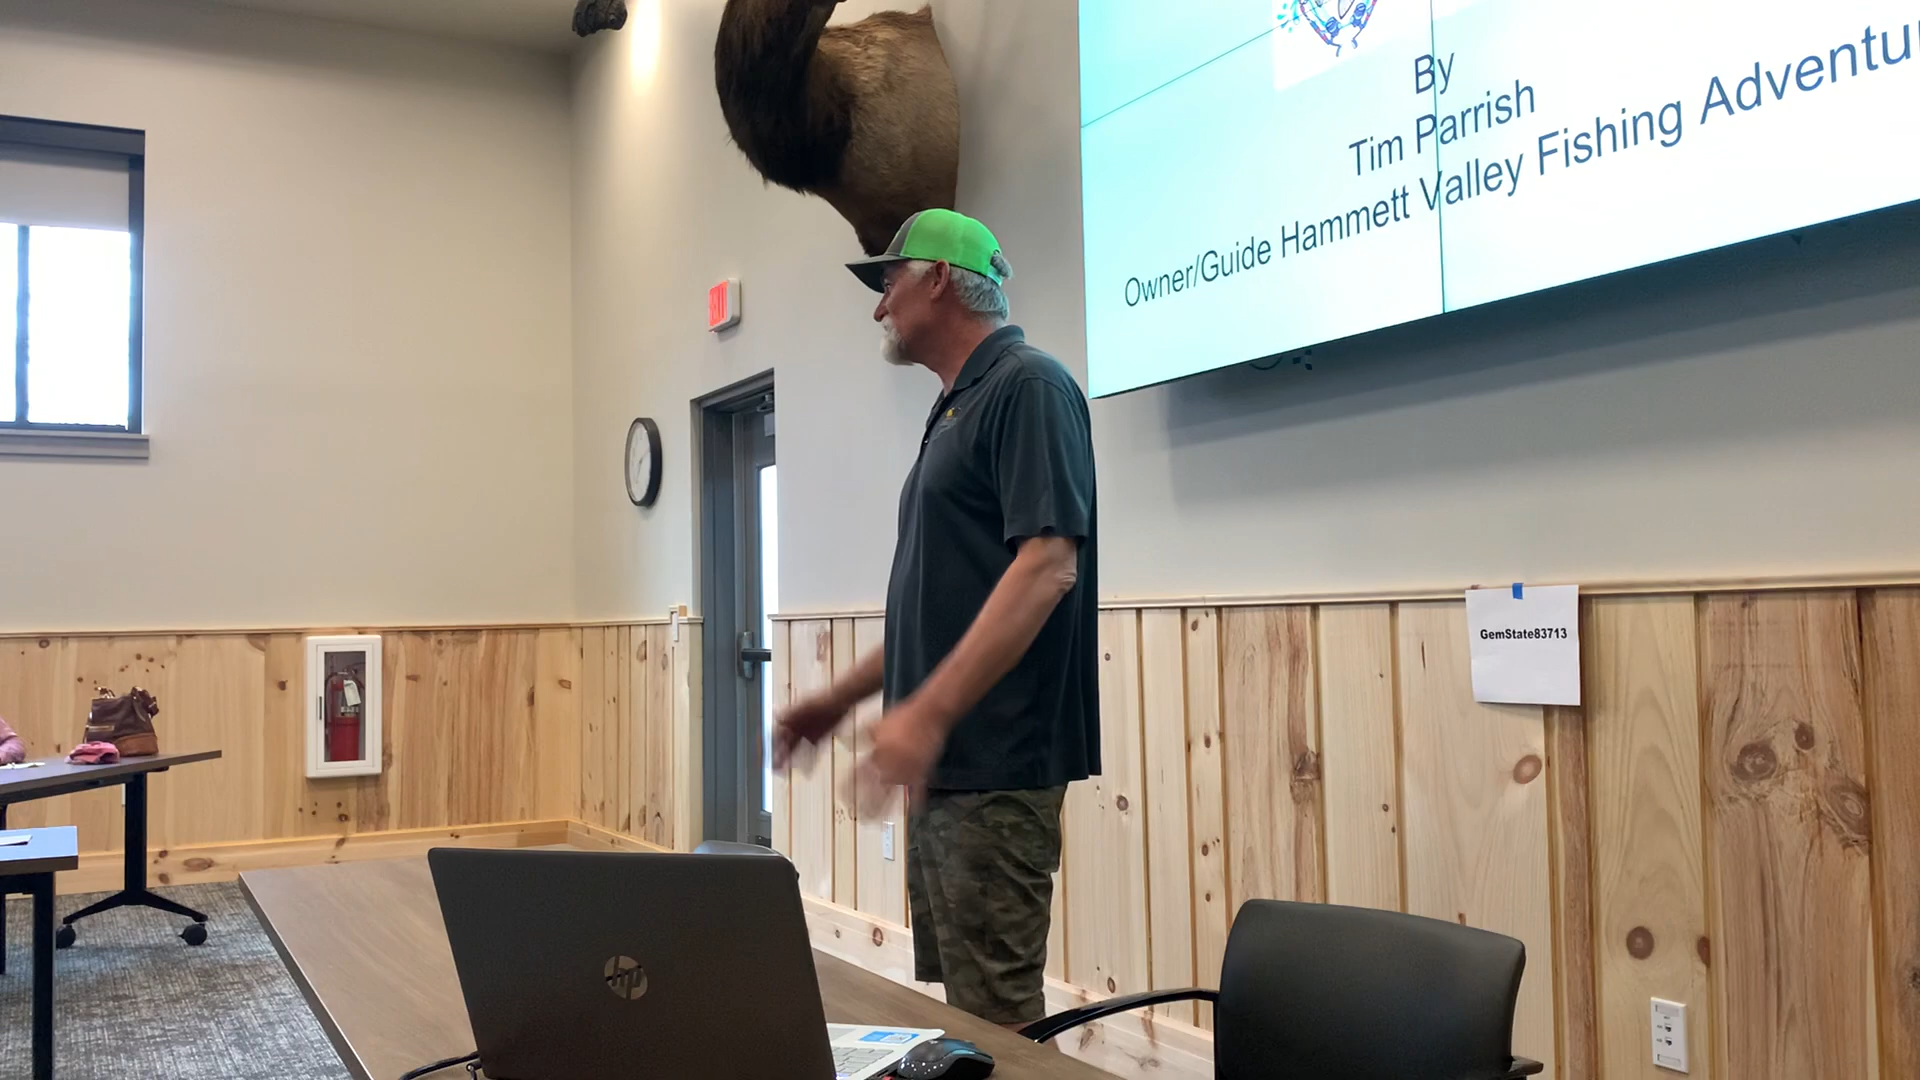 By
Tim Parrish
Owner/Guide Hammett Valley Fishing Adventu
EXIT
GemState83713
hp